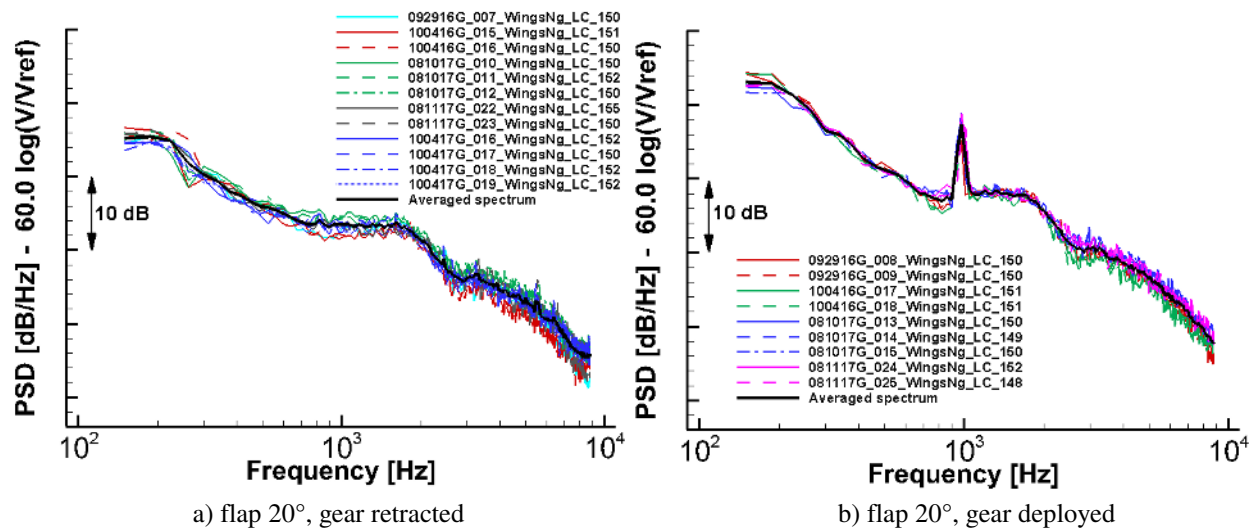 092916G_007_WingsNg_LC_150
100416G_015_WingsNg_LC_151
100416G_016_WingsNg_LC_150
081017G_010_WingsNg_LC_150
081017G_011_WingsNg_LC_152
081017G_012_WingsNg_LC_150
081117G_022_WingsNg_LC_155
081117G_023_WingsNg_LC_150
100417G_016_WingsNg_LC_152
100417G_017_WingsNg_LC_150
100417G_018_WingsNg_LC_152
100417G_019_WingsNg_LC_152
Averaged spectrum
10 dB
PSD [dB/Hz] - 60.0 log(V/Vref)
10² 10³ 10⁴
Frequency [Hz]
a) flap 20°, gear retracted
PSD [dB/Hz] - 60.0 log(V/Vref)
10 dB
092916G_008_WingsNg_LC_150
092916G_009_WingsNg_LC_150
100416G_017_WingsNg_LC_151
100416G_018_WingsNg_LC_151
081017G_013_WingsNg_LC_150
081017G_014_WingsNg_LC_149
081017G_015_WingsNg_LC_150
081117G_024_WingsNg_LC_152
081117G_025_WingsNg_LC_148
Averaged spectrum
10² 10³ 10⁴
Frequency [Hz]
b) flap 20°, gear deployed